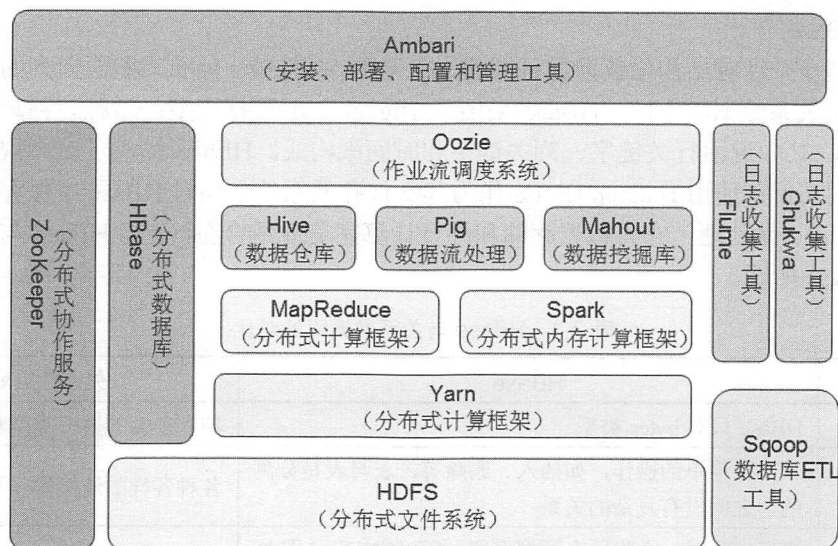 Ambari
(安装、部署、配置和管理工具)
ZooKeeper
(分布式协作服务)
HBase
(分布式数据库)
Oozie
(作业流调度系统)
Hive
(数据仓库)
Pig
(数据流处理)
Mahout
(数据挖掘库)
MapReduce
(分布式计算框架)
Spark
(分布式内存计算框架)
Yarn
(分布式计算框架)
HDFS
(分布式文件系统)
Flume
(日志收集工具)
Chukwa
(日志收集工具)
Sqoop
(数据库ETL
工具)